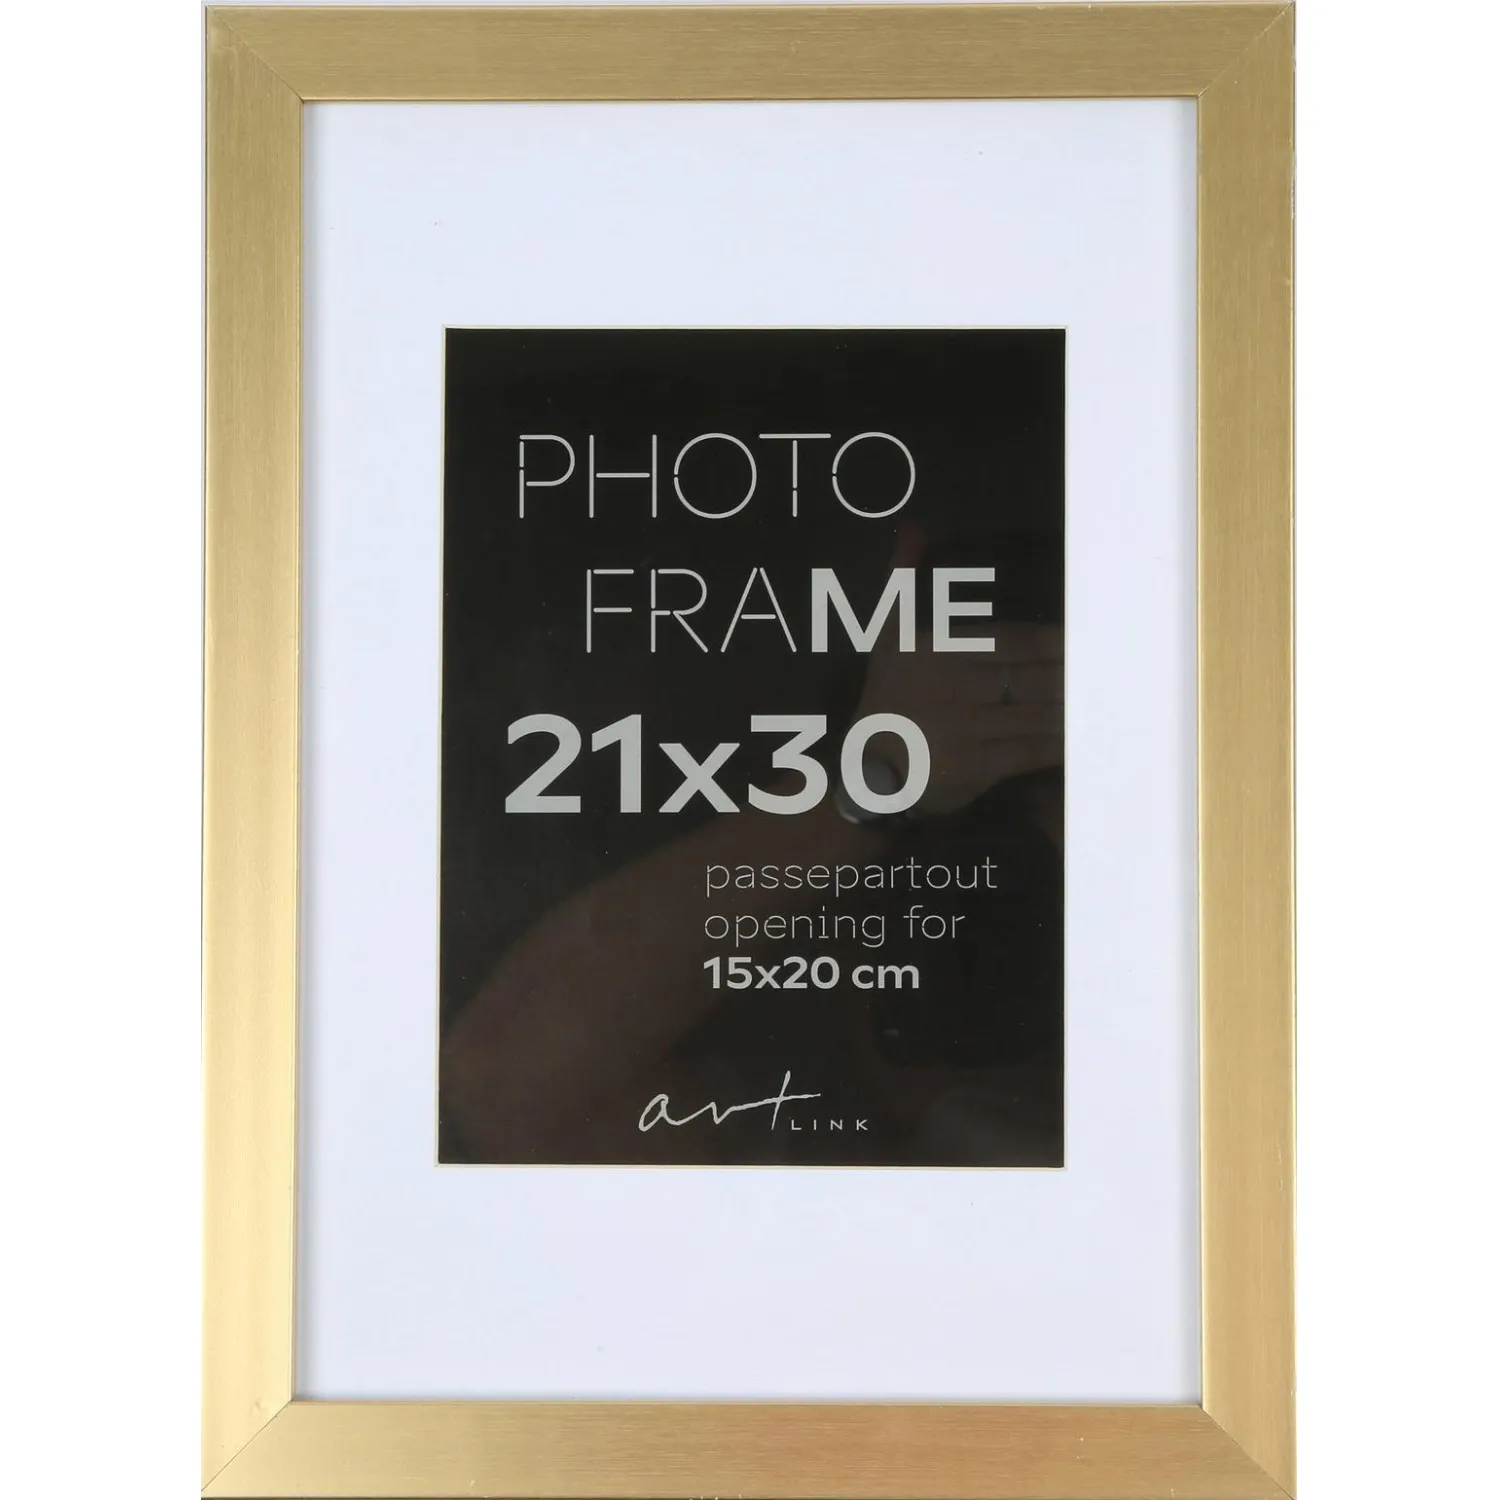 PHOTO
FRAME
21x30
passepartout
opening for
15x20 cm
art LINK